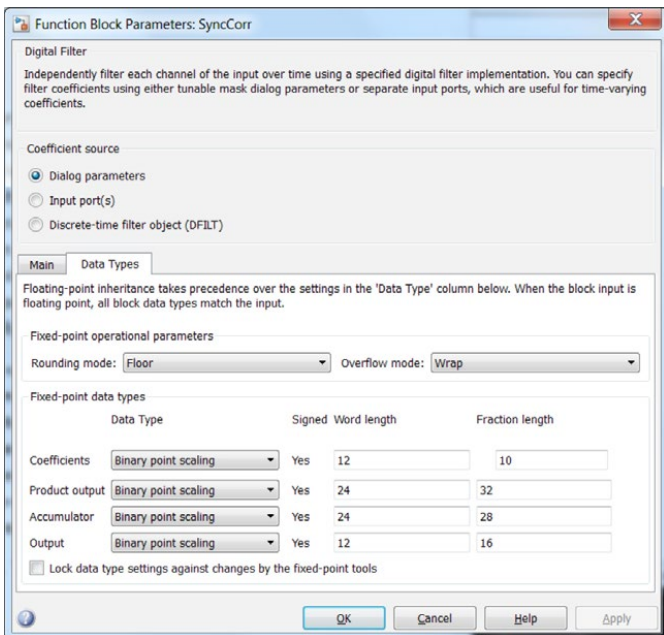 Function Block Parameters: SyncCorr
X
Digital Filter
Independently filter each channel of the input over time using a specified digital filter implementation. You can specify
filter coefficients using either tunable mask dialog parameters or separate input ports, which are useful for time-varying
coefficients.
Coefficient source
Dialog parameters
Input port(s)
Discrete-time filter object (DFILT)
Main Data Types
Floating-point inheritance takes precedence over the settings in the 'Data Type' column below. When the block input is
floating point, all block data types match the input.
Fixed-point operational parameters
Rounding mode: Floor Overflow mode: Wrap
Fixed-point data types
Data Type Signed Word length Fraction length
Coefficients Binary point scaling Yes 12 10
Product output Binary point scaling Yes 24 32
Accumulator Binary point scaling Yes 24 28
Output Binary point scaling Yes 12 16
Lock data type settings against changes by the fixed-point tools
? OK Cancel Help Apply